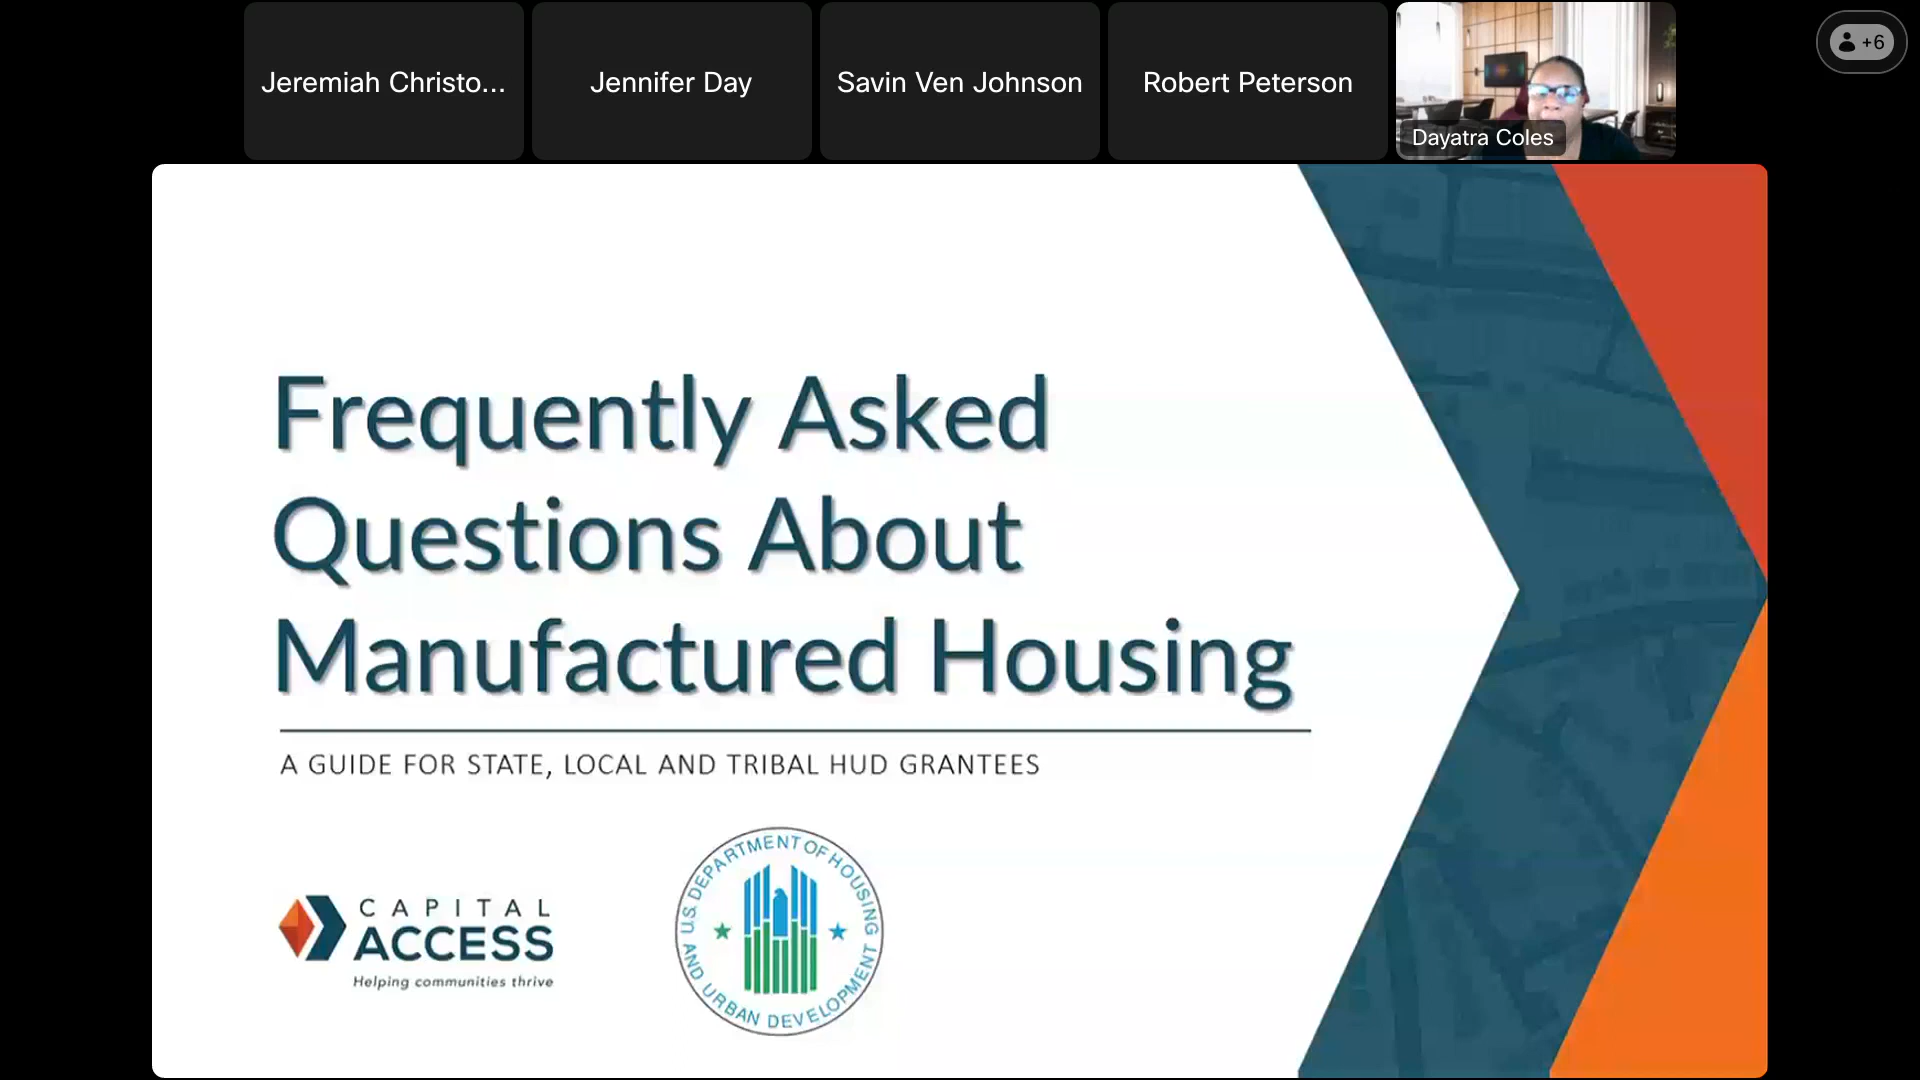 Jeremiah Christo...
Jennifer Day
Savin Ven Johnson
Robert Peterson
Dayatra Coles
+6
Frequently Asked
Questions About
Manufactured Housing
A GUIDE FOR STATE, LOCAL AND TRIBAL HUD GRANTEES
CAPITAL
ACCESS
Helping communities thrive
U.S. DEPARTMENT OF HOUSING
AND URBAN DEVELOPMENT